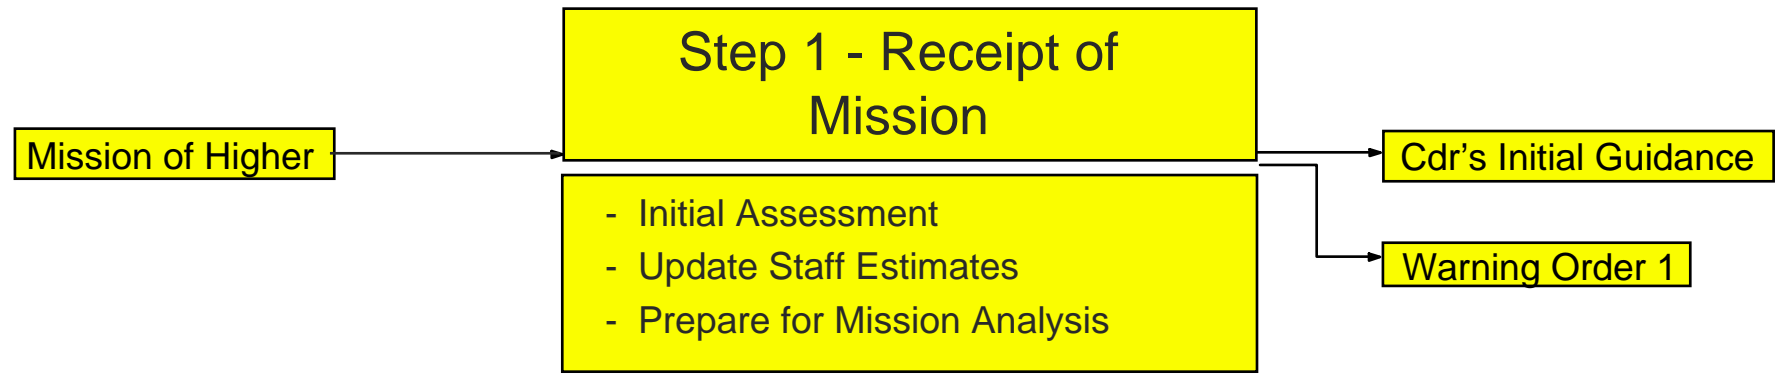 Step 1 - Receipt of
Mission
Mission of Higher
Cdr's Initial Guidance
- Initial Assessment
- Update Staff Estimates
- Prepare for Mission Analysis
Warning Order 1